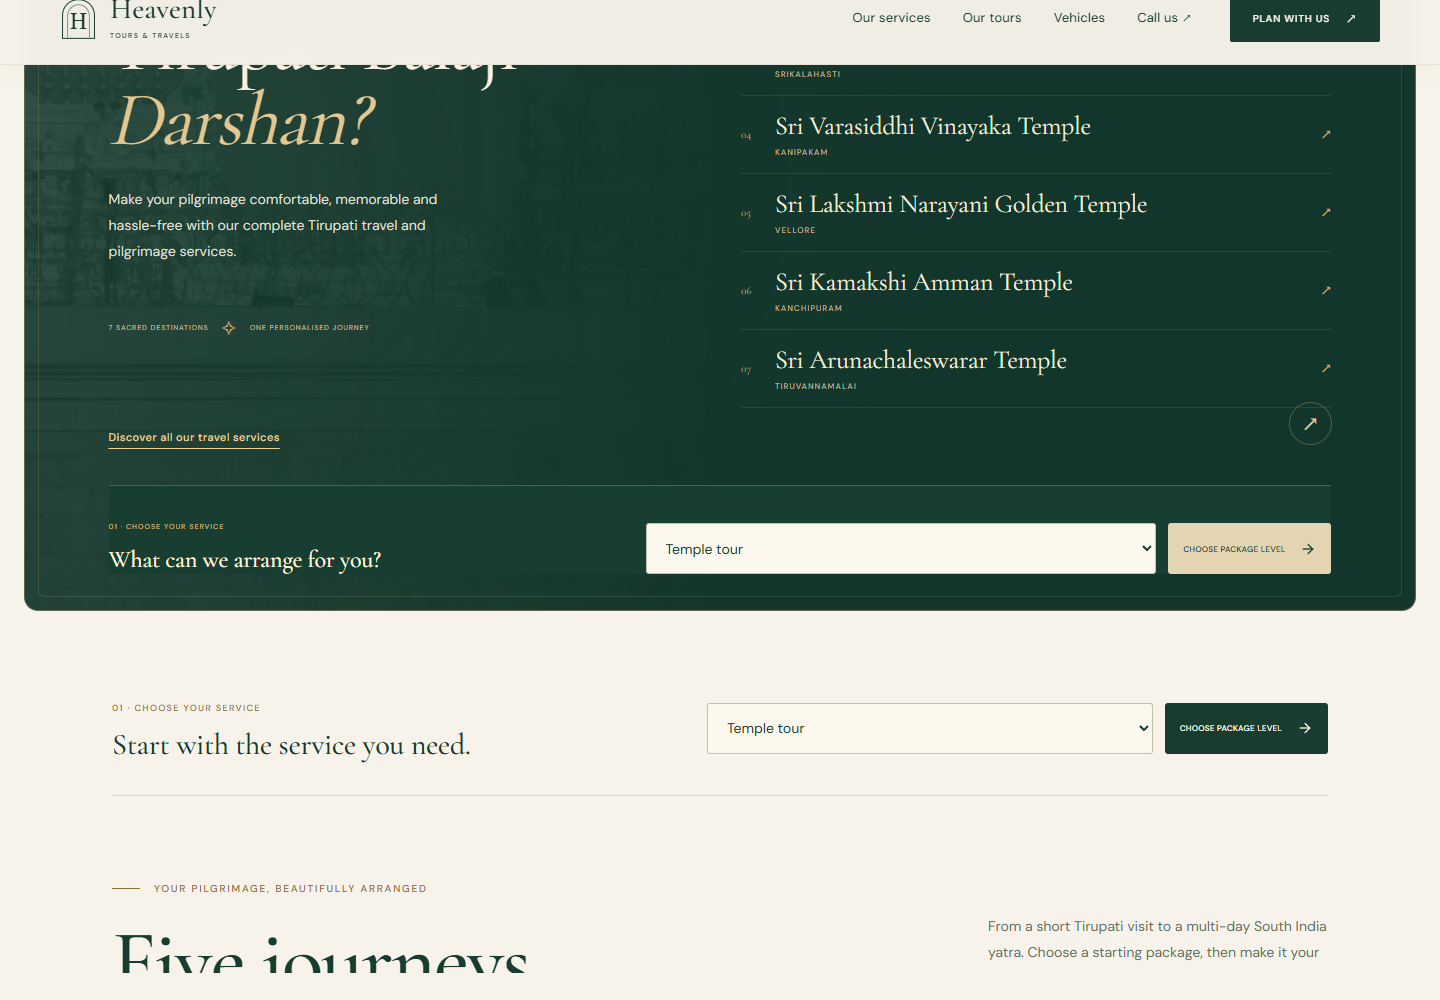 H
Heavenly
TOURS & TRAVELS
Our services
Our tours
Vehicles
Call us ↗
PLAN WITH US ↗
Tirupati Balaji
Darshan?
Make your pilgrimage comfortable, memorable and
hassle-free with our complete Tirupati travel and
pilgrimage services.
7 SACRED DESTINATIONS
ONE PERSONALISED JOURNEY
Discover all our travel services
SRIKALAHASTI
04
Sri Varasiddhi Vinayaka Temple ↗
KANIPAKAM
05
Sri Lakshmi Narayani Golden Temple ↗
VELLORE
06
Sri Kamakshi Amman Temple ↗
KANCHIPURAM
07
Sri Arunachaleswarar Temple ↗
TIRUVANNAMALAI
↗
01 · CHOOSE YOUR SERVICE
What can we arrange for you?
Temple tour
CHOOSE PACKAGE LEVEL →
01 · CHOOSE YOUR SERVICE
Start with the service you need.
Temple tour
CHOOSE PACKAGE LEVEL →
YOUR PILGRIMAGE, BEAUTIFULLY ARRANGED
Five journeys
From a short Tirupati visit to a multi-day South India
yatra. Choose a starting package, then make it your